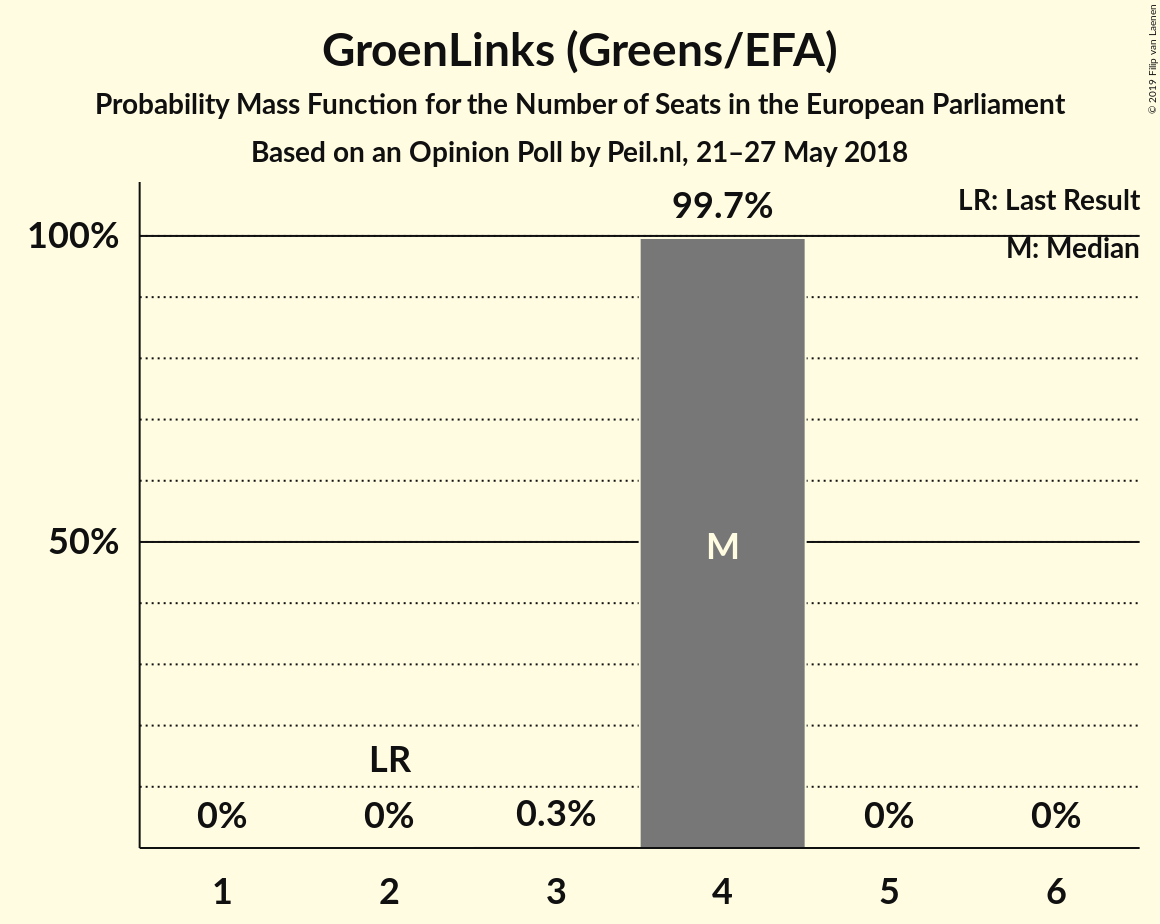 GroenLinks (Greens/EFA)
Probability Mass Function for the Number of Seats in the European Parliament
Based on an Opinion Poll by Peil.nl, 21–27 May 2018
© 2019 Filip van Laenen
LR: Last Result
M: Median
99.7%
100%
50%
M
LR
0%
0%
0.3%
0%
0%
1 2 3 4 5 6